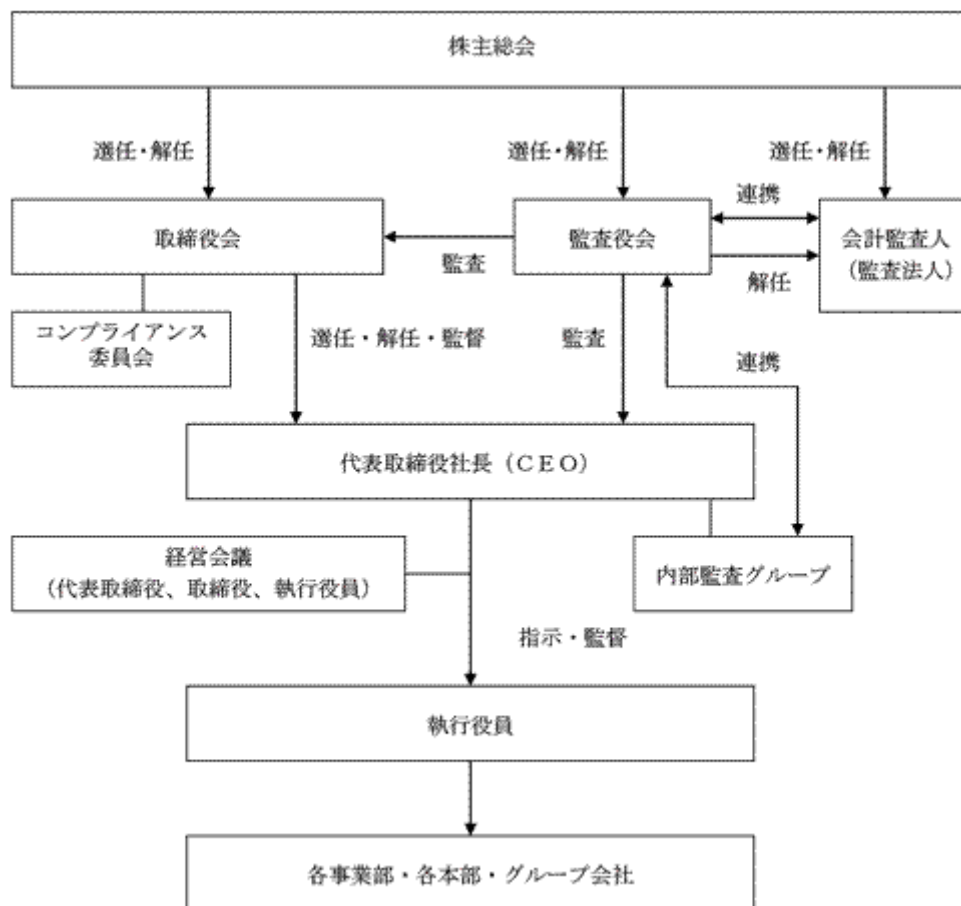 株主総会
選任・解任
選任・解任
選任・解任
取締役会
監査
監査役会
連携
解任
会計監査人
（監査法人）
コンプライアンス
委員会
選任・解任・監督
監査
連携
代表取締役社長（ＣＥＯ）
経営会議
（代表取締役、取締役、執行役員）
内部監査グループ
指示・監督
執行役員
各事業部・各本部・グループ会社